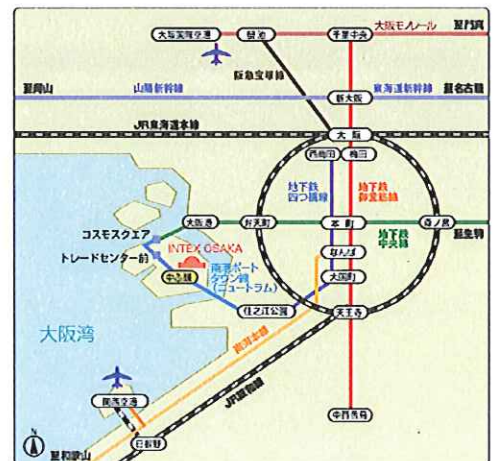 大阪モノレール
至門真
大阪国際空港
蛍池
千里中央
阪急宝塚線
至岡山
山陽新幹線
東海道新幹線
至名古屋
新大阪
JR東海道本線
大阪
西梅田
梅田
地下鉄
四つ橋線
地下鉄
御堂筋線
大阪港
弁天町
本町
森ノ宮
コスモスクエア
地下鉄
中央線
至生駒
INTEX OSAKA
トレードセンター前
なんば
南港ポート
タウン線
(ニュートラム)
中ふ頭
大国町
住之江公園
天王寺
大阪湾
南海本線
JR阪和線
関西空港
中百舌鳥
日根野
N
至和歌山